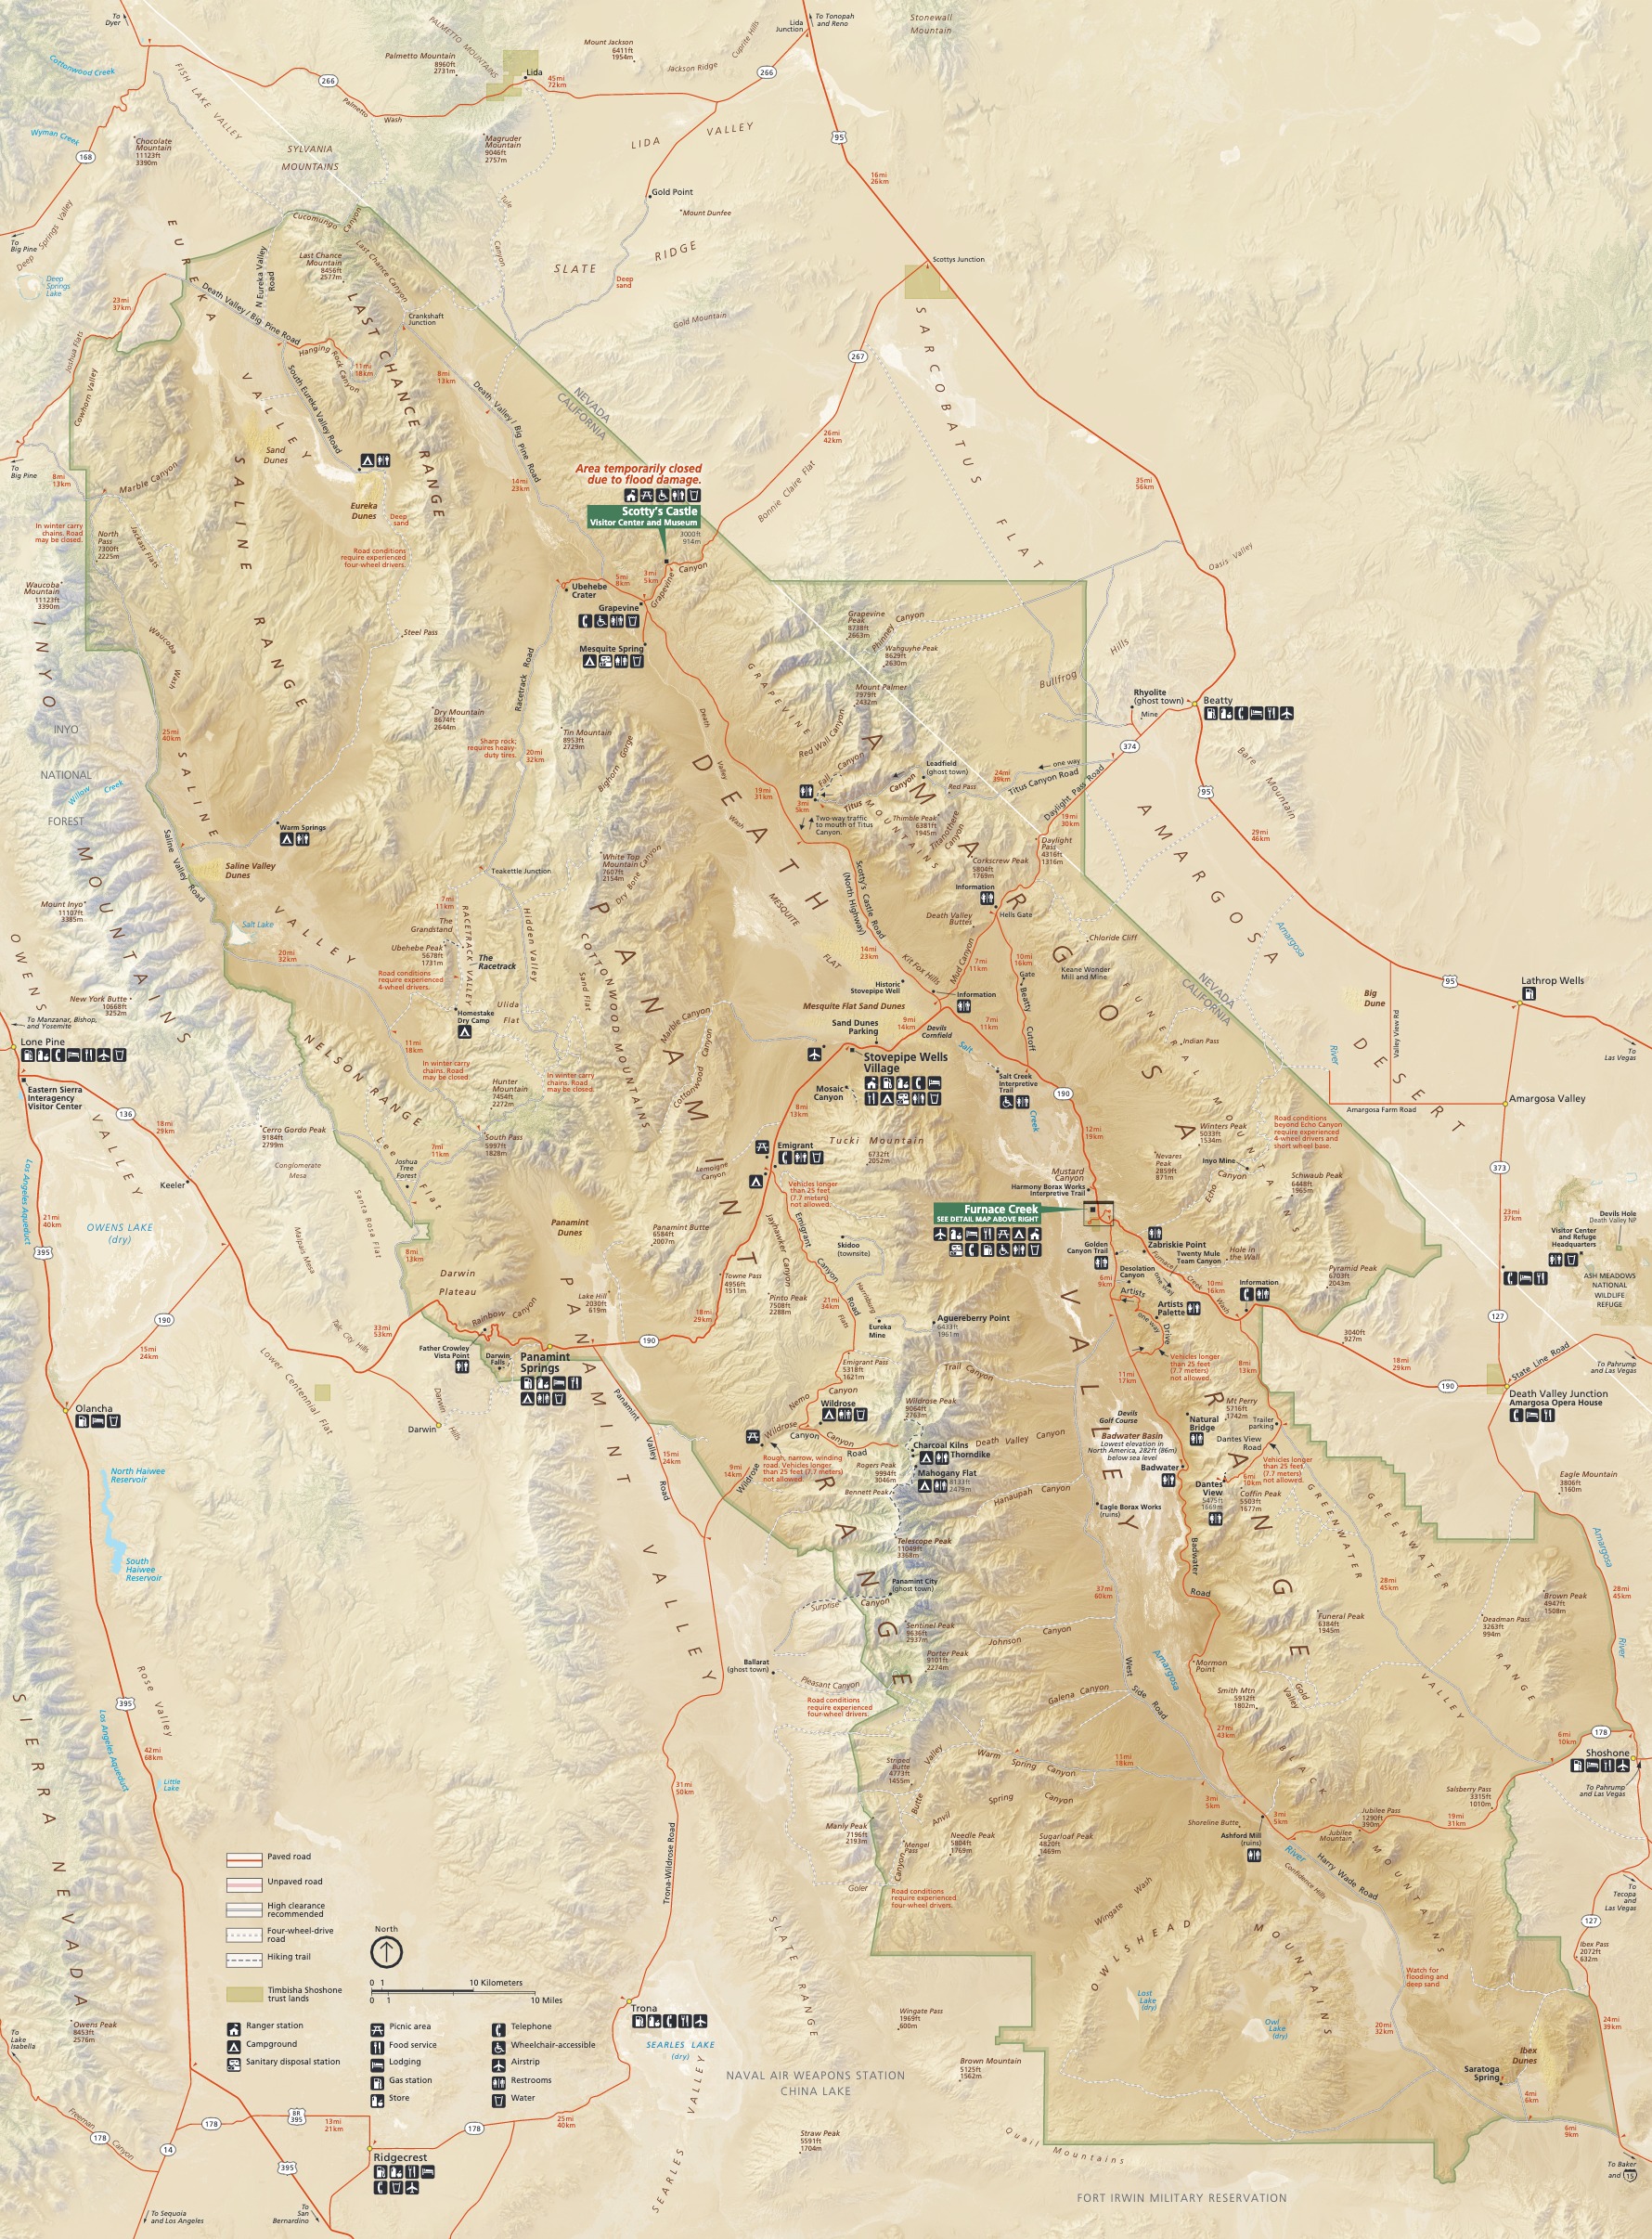 To
Dyer
Cottonwood Creek
Wyman Creek
168
FISH LAKE VALLEY
266
Palmetto
Wash
PALMETTO MOUNTAINS
Palmetto Mountain
8960ft
2731m
Lida
45mi
72km
Mount Jackson
6411ft
1954m
Jackson Ridge
Cuprite Hills
266
Lida
Junction
To Tonopah
and Reno
Stonewall
Mountain
95
16mi
26km
Chocolate
Mountain
11123ft
3390m
SYLVANIA
MOUNTAINS
Magruder
Mountain
9046ft
2757m
LIDA VALLEY
Gold Point
Mount Dunfee
SLATE RIDGE
Tule
Canyon
Deep
sand
Gold Mountain
Scottys Junction
267
To
Big Pine
Deep Springs Valley
Deep
Springs
Lake
23mi
37km
Joshua Flats
Cowhorn Valley
EUREKA VALLEY
Cucomungo Canyon
Last Chance
Mountain
8456ft
2577m
Last Chance Canyon
N Eureka Valley
Road
Death Valley / Big Pine Road
Crankshaft
Junction
LAST CHANCE RANGE
Hanging Rock Canyon
11mi
18km
8mi
13km
South Eureka Valley Road
Death Valley / Big Pine Road
NEVADA
CALIFORNIA
SARCOBATUS FLAT
26mi
42km
Bonnie Claire Flat
35mi
56km
To
Big Pine
8mi
13km
Marble Canyon
Sand
Dunes
Eureka
Dunes
Deep
sand
14mi
23km
Area temporarily closed
due to flood damage.
Scotty's Castle
Visitor Center and Museum
3000ft
914m
Grapevine Canyon
In winter carry
chains. Road
may be closed.
North
Pass
7300ft
2225m
Jackass Flats
Road conditions
require experienced
four-wheel drivers.
SALINE RANGE
Waucoba
Mountain
11123ft
3390m
Waucoba Wash
INYO MOUNTAINS
Steel Pass
5mi
8km
3mi
5km
Ubehebe
Crater
Grapevine
Mesquite Spring
Racetrack Road
Oasis Valley
Grapevine
Peak
8738ft
2663m
Phinney Canyon
Wahguyhe Peak
8629ft
2630m
GRAPEVINE MOUNTAINS
Mount Palmer
7979ft
2432m
Red Wall Canyon
Bullfrog Hills
Rhyolite
(ghost town)
Mine
Beatty
374
INYO
NATIONAL
FOREST
Willow Creek
25mi
40km
SALINE VALLEY
Dry Mountain
8674ft
2644m
Sharp rock;
requires heavy-
duty tires.
20mi
32km
Tin Mountain
8953ft
2729m
Bighorn Gorge
Death Valley Wash
DEATH VALLEY
19mi
31km
Fall Canyon
3mi
5km
Titus Canyon
Two-way traffic
to mouth of Titus
Canyon.
Leadfield
(ghost town)
Red Pass
24mi
39km
one way
Titus Canyon Road
Daylight Pass Road
19mi
30km
Thimble Peak
6381ft
1945m
Titanothere
Canyon
Daylight
Pass
4316ft
1316m
Corkscrew Peak
5804ft
1769m
95
Bare Mountain
29mi
46km
AMARGOSA DESERT
Warm Springs
Saline Valley Road
Saline Valley
Dunes
Mount Inyo
11107ft
3385m
Salt Lake
Teakettle Junction
White Top
Mountain
7607ft
2154m
Dry Bone Canyon
Scotty's Castle Road
(North Highway)
MESQUITE
FLAT
Information
Hells Gate
Death Valley
Buttes
AMARGOSA RANGE
Chloride Cliff
Keane Wonder
Mill and Mine
7mi
11km
The
Grandstand
RACETRACK VALLEY
Hidden Valley
Ubehebe Peak
5678ft
1731m
The
Racetrack
Road conditions
require experienced
4-wheel drivers.
Ulida
Flat
Homestake
Dry Camp
COTTONWOOD MOUNTAINS
Sand Flat
PANAMINT RANGE
14mi
23km
Kit Fox Hills
Mud Canyon
7mi
11km
10mi
16km
Gate
Beatty Cutoff
Historic
Stovepipe Well
Information
Mesquite Flat Sand Dunes
Marble Canyon
Cottonwood Canyon
OWENS VALLEY
New York Butte
10668ft
3252m
To Manzanar, Bishop,
and Yosemite
20mi
32km
Lone Pine
Eastern Sierra
Interagency
Visitor Center
136
18mi
29km
NELSON RANGE
11mi
18km
In winter carry
chains. Road
may be closed.
Hunter
Mountain
7454ft
2272m
In winter carry
chains. Road
may be closed.
South Pass
5997ft
1828m
Sand Dunes
Parking
9mi
14km
Devils
Cornfield
7mi
11km
Stovepipe Wells
Village
Mosaic
Canyon
8mi
13km
Salt Creek
Salt Creek
Interpretive
Trail
190
12mi
19km
FUNERAL MOUNTAINS
Indian Pass
NEVADA
CALIFORNIA
Amargosa
River
Big
Dune
Valley View Rd
95
Lathrop Wells
To
Las Vegas
Amargosa Valley
Amargosa Farm Road
Cerro Gordo Peak
9184ft
2799m
Conglomerate
Mesa
Lee Flat
7mi
11km
Joshua
Tree
Forest
Santa Rosa Flat
Malpais Mesa
Keeler
OWENS LAKE
(dry)
Los Angeles Aqueduct
21mi
40km
395
Tucki Mountain
6732ft
2052m
Emigrant
Lemoigne
Canyon
Vehicles longer
than 25 feet
(7.7 meters)
not allowed.
Panamint
Dunes
Panamint Butte
6584ft
2007m
Jayhawker Canyon
Emigrant Canyon Road
Skidoo
(townsite)
Mustard
Canyon
Harmony Borax Works
Interpretive Trail
Furnace Creek
SEE DETAIL MAP ABOVE RIGHT
Nevares
Peak
2859ft
871m
Winters Peak
5033ft
1534m
Inyo Mine
Echo Canyon
Road conditions
beyond Echo Canyon
require experienced
4-wheel drivers and
short wheel base.
Schwaub Peak
6448ft
1965m
373
23mi
37km
Devils Hole
Death Valley NP
Visitor Center
and Refuge
Headquarters
ASH MEADOWS
NATIONAL
WILDLIFE
REFUGE
8mi
13km
Darwin
Plateau
Rainbow Canyon
Lake Hill
2030ft
619m
PANAMINT VALLEY
Towne Pass
4956ft
1511m
Pinto Peak
7508ft
2288m
21mi
34km
Harrisburg Flats
Eureka
Mine
Aguereberry Point
6433ft
1961m
Golden
Canyon Trail
Zabriskie Point
Twenty Mule
Team Canyon
Hole in
the Wall
Desolation
Canyon
6mi
9km
Artists
one way
Artists
Palette
Drive
one way
Furnace Creek Wash
10mi
16km
Information
Pyramid Peak
6703ft
2043m
3040ft
927m
127
State Line Road
To Pahrump
and Las Vegas
190
15mi
24km
33mi
53km
Talc City Hills
Lower Centennial Flat
Father Crowley
Vista Point
Darwin
Falls
Panamint
Springs
190
18mi
29km
Emigrant Pass
5318ft
1621m
Trail Canyon
11mi
17km
Vehicles longer
than 25 feet
(7.7 meters)
not allowed.
8mi
13km
18mi
29km
190
Death Valley Junction
Amargosa Opera House
Olancha
Darwin
Darwin Hills
Panamint Valley Road
15mi
24km
Nemo Canyon
Wildrose
Wildrose Canyon
Canyon Road
Wildrose Peak
9064ft
2763m
Charcoal Kilns
Thorndike
Mahogany Flat
8133ft
2479m
Death Valley Canyon
Devils
Golf Course
Badwater Basin
Lowest elevation in
North America, 282ft (86m)
below sea level
Badwater
Natural
Bridge
Mt Perry
5716ft
1742m
Trailer
parking
Dantes View
Road
Vehicles longer
than 25 feet
(7.7 meters)
not allowed.
6mi
10km
Dantes
View
5475ft
1669m
Coffin Peak
5503ft
1677m
Eagle Mountain
3806ft
1160m
North Haiwee
Reservoir
South
Haiwee
Reservoir
9mi
14km
Wildrose
Rough, narrow, winding
road. Vehicles longer
than 25 feet (7.7 meters)
not allowed.
Rogers Peak
9994ft
3046m
Bennett Peak
Hanaupah Canyon
Eagle Borax Works
(ruins)
Telescope Peak
11049ft
3368m
Badwater Road
GREENWATER VALLEY
GREENWATER RANGE
28mi
45km
Amargosa
River
28mi
45km
Panamint City
(ghost town)
Surprise Canyon
37mi
60km
Sentinel Peak
9636ft
2937m
Porter Peak
9101ft
2274m
Johnson Canyon
Funeral Peak
6384ft
1945m
Deadman Pass
3263ft
994m
Brown Peak
4947ft
1508m
Ballarat
(ghost town)
Pleasant Canyon
Road conditions
require experienced
four-wheel drivers.
West Side Road
Galena Canyon
Amargosa
Mormon
Point
Smith Mtn
5912ft
1802m
Gold
Valley
27mi
43km
SIERRA NEVADA
Rose Valley
395
42mi
68km
Los Angeles Aqueduct
Little
Lake
31mi
50km
Striped
Butte
4773ft
1455m
Butte Valley
Warm Spring Canyon
11mi
18km
Anvil Spring Canyon
3mi
5km
Shoreline Butte
Ashford Mill
(ruins)
3mi
5km
BLACK MOUNTAINS
Jubilee Pass
1290ft
390m
Jubilee
Mountain
Salsberry Pass
3315ft
1010m
19mi
31km
6mi
10km
178
Shoshone
To Pahrump
and Las Vegas
Manly Peak
7196ft
2193m
Mengel
Pass
Needle Peak
5804ft
1769m
Sugarloaf Peak
4820ft
1469m
River
Confidence Hills
Harry Wade Road
Goler Canyon
Road conditions
require experienced
four-wheel drivers.
Wingate Wash
OWLSHEAD MOUNTAINS
To
Tecopa
and
Las Vegas
127
Ibex Pass
2072ft
632m
Paved road
Unpaved road
High clearance
recommended
Four-wheel-drive
road
Hiking trail
Timbisha Shoshone
trust lands
North
0 1 10 Kilometers
0 1 10 Miles
Ranger station
Campground
Sanitary disposal station
Picnic area
Food service
Lodging
Gas station
Store
Telephone
Wheelchair-accessible
Airstrip
Restrooms
Water
Trona-Wildrose Road
SLATE RANGE
Trona
SEARLES LAKE
(dry)
SEARLES VALLEY
Wingate Pass
1969ft
600m
Brown Mountain
5125ft
1562m
Lost
Lake
(dry)
Owl
Lake
(dry)
Watch for
flooding and
deep sand
20mi
32km
Ibex
Dunes
Saratoga
Spring
4mi
6km
24mi
39km
6mi
9km
To Baker
and 15
NAVAL AIR WEAPONS STATION
CHINA LAKE
Straw Peak
5591ft
1704m
Quail Mountains
FORT IRWIN MILITARY RESERVATION
To
Lake
Isabella
Owens Peak
8453ft
2576m
Freeman Canyon
178
14
178
BR
395
13mi
21km
178
25mi
40km
395
Ridgecrest
To Sequoia
and Los Angeles
To
San
Bernardino
SEARLES